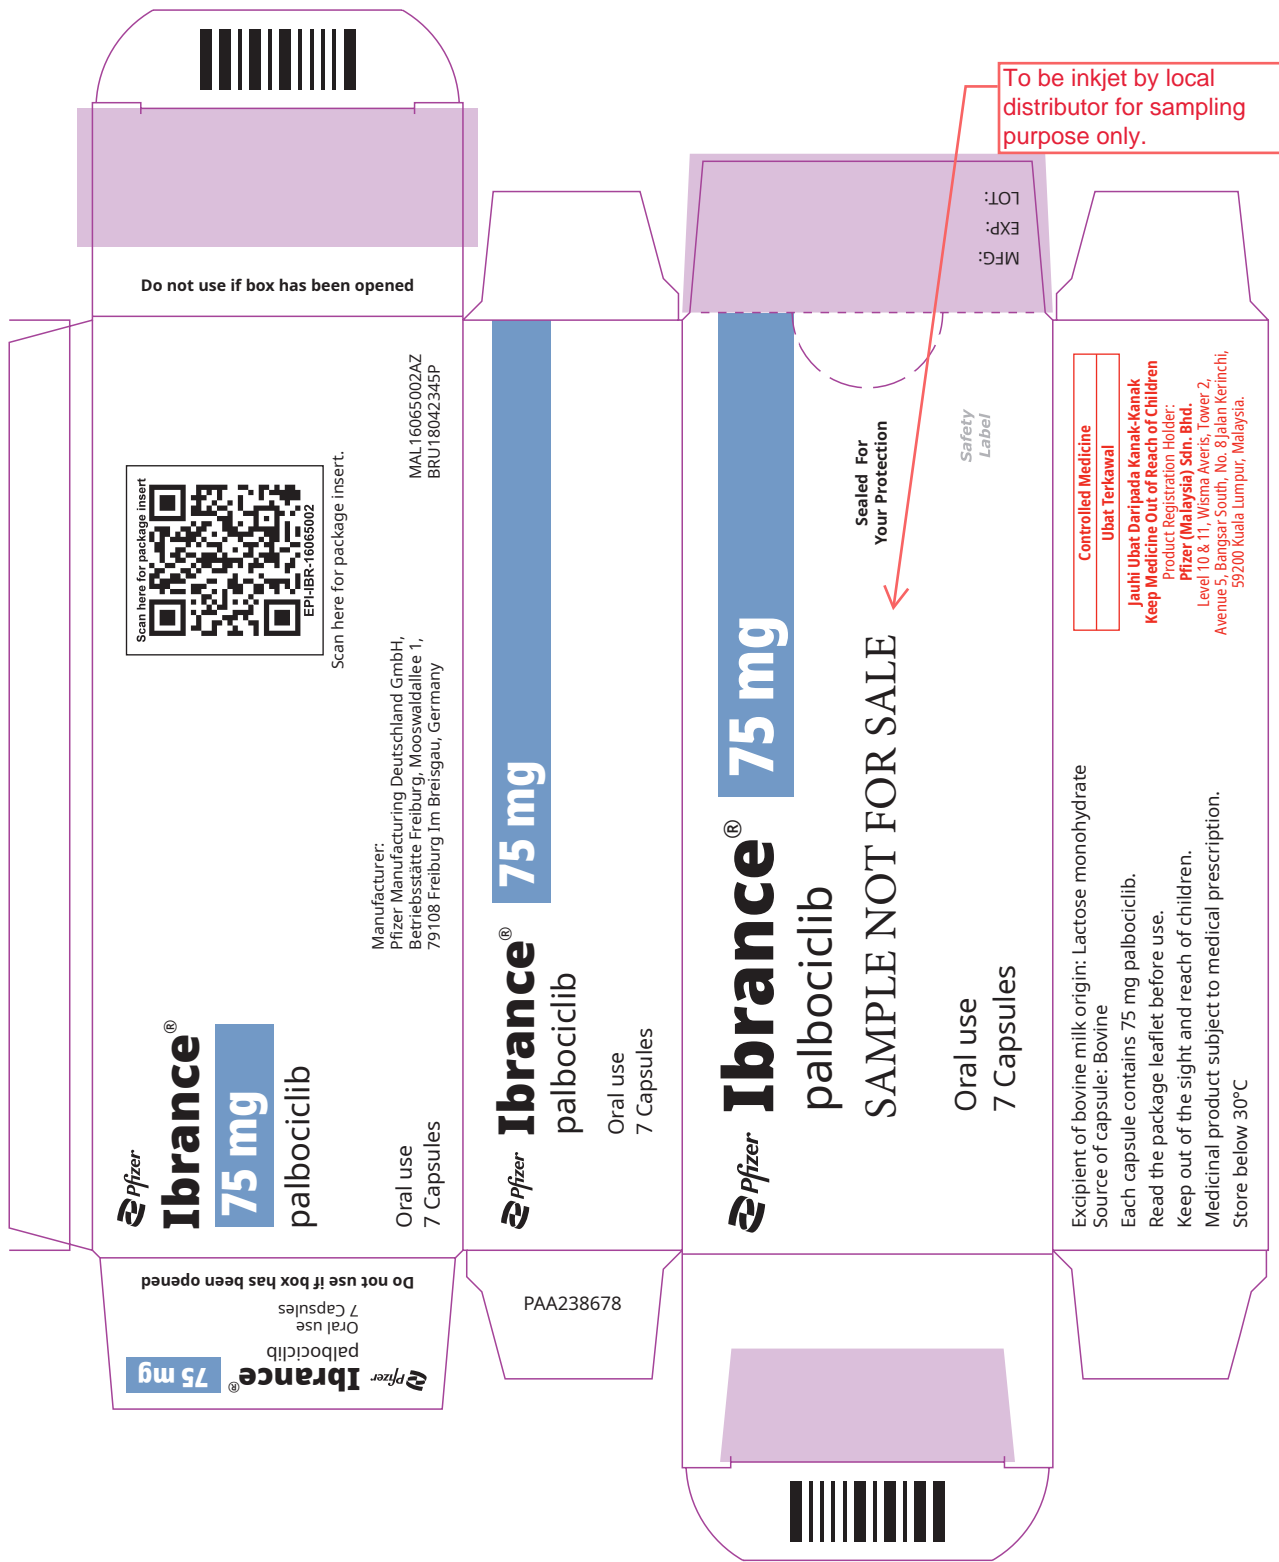 To be inkjet by local
distributor for sampling
purpose only.
Do not use if box has been opened
Scan here for package insert
EPI-IBR-16065002
Scan here for package insert.
MAL16065002AZ
BRU18042345P
Manufacturer:
Pfizer Manufacturing Deutschland GmbH,
Betriebsstätte Freiburg, Mooswaldallee 1,
79108 Freiburg Im Breisgau, Germany
Pfizer
Ibrance®
75 mg
palbociclib
Oral use
7 Capsules
Do not use if box has been opened
7 Capsules
Oral use
palbociclib
Pfizer Ibrance® 75 mg
Pfizer Ibrance® 75 mg
palbociclib
Oral use
7 Capsules
PAA238678
LOT:
EXP:
MFG:
Pfizer Ibrance® 75 mg
palbociclib
SAMPLE NOT FOR SALE
Sealed For
Your Protection
Safety
Label
Oral use
7 Capsules
Controlled Medicine
Ubat Terkawal
Jauhi Ubat Daripada Kanak-Kanak
Keep Medicine Out of Reach of Children
Product Registration Holder:
Pfizer (Malaysia) Sdn. Bhd.
Level 10 & 11, Wisma Averis, Tower 2,
Avenue 5, Bangsar South, No. 8 Jalan Kerinchi,
59200 Kuala Lumpur, Malaysia.
Excipient of bovine milk origin: Lactose monohydrate
Source of capsule: Bovine
Each capsule contains 75 mg palbociclib.
Read the package leaflet before use.
Keep out of the sight and reach of children.
Medicinal product subject to medical prescription.
Store below 30°C